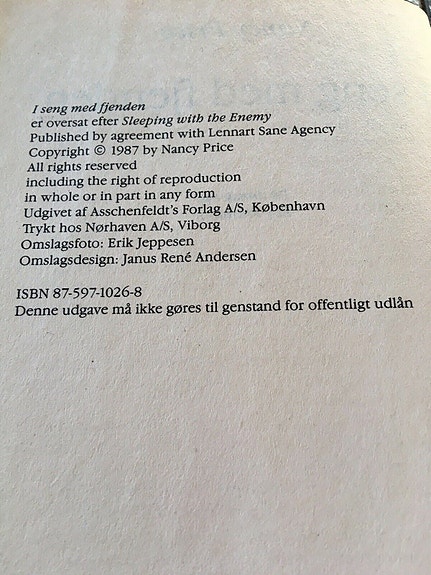 I seng med fjenden
er oversat efter Sleeping with the Enemy
Published by agreement with Lennart Sane Agency
Copyright © 1987 by Nancy Price
All rights reserved
including the right of reproduction
in whole or in part in any form
Udgivet af Asschenfeldt's Forlag A/S, København
Trykt hos Nørhaven A/S, Viborg
Omslagsfoto: Erik Jeppesen
Omslagsdesign: Janus René Andersen
ISBN 87-597-1026-8
Denne udgave må ikke gøres til genstand for offentligt udlån